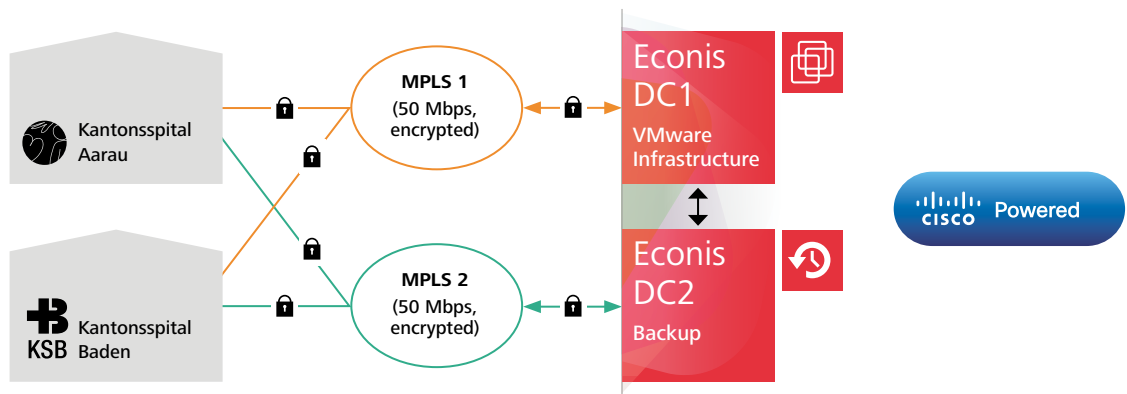 Kantonsspital
Aarau
MPLS 1
(50 Mbps,
encrypted)
Econis
DC1
VMware
Infrastructure
CISCO Powered
KSB
Kantonsspital
Baden
MPLS 2
(50 Mbps,
encrypted)
Econis
DC2
Backup